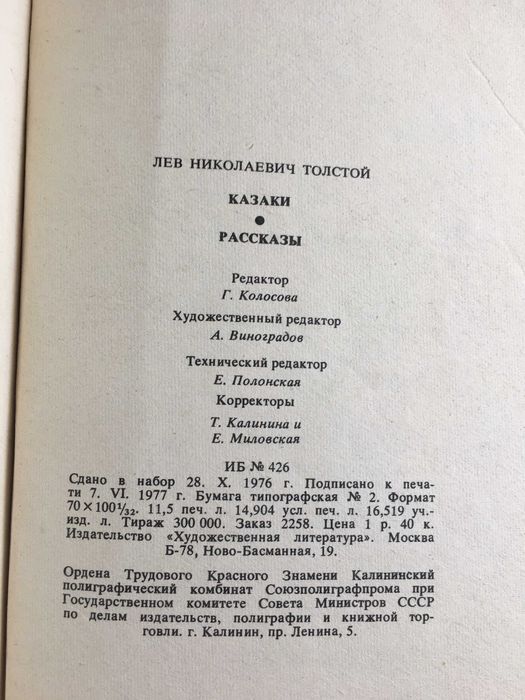 ЛЕВ НИКОЛАЕВИЧ ТОЛСТОЙ
КАЗАКИ
●
РАССКАЗЫ
Редактор
Г. Колосова
Художественный редактор
А. Виноградов
Технический редактор
Е. Полонская
Корректоры
Т. Калинина и
Е. Миловская
ИБ № 426
Сдано в набор 28. X. 1976 г. Подписано к печа-
ти 7. VI. 1977 г. Бумага типографская № 2. Формат
70×100¹/₃₂. 11,5 печ. л. 14,904 усл. печ. л. 16,519 уч.-
изд. л. Тираж 300 000. Заказ 2258. Цена 1 р. 40 к.
Издательство «Художественная литература». Москва
Б-78, Ново-Басманная, 19.
Ордена Трудового Красного Знамени Калининский
полиграфический комбинат Союзполиграфпрома при
Государственном комитете Совета Министров СССР
по делам издательств, полиграфии и книжной тор-
говли. г. Калинин, пр. Ленина, 5.